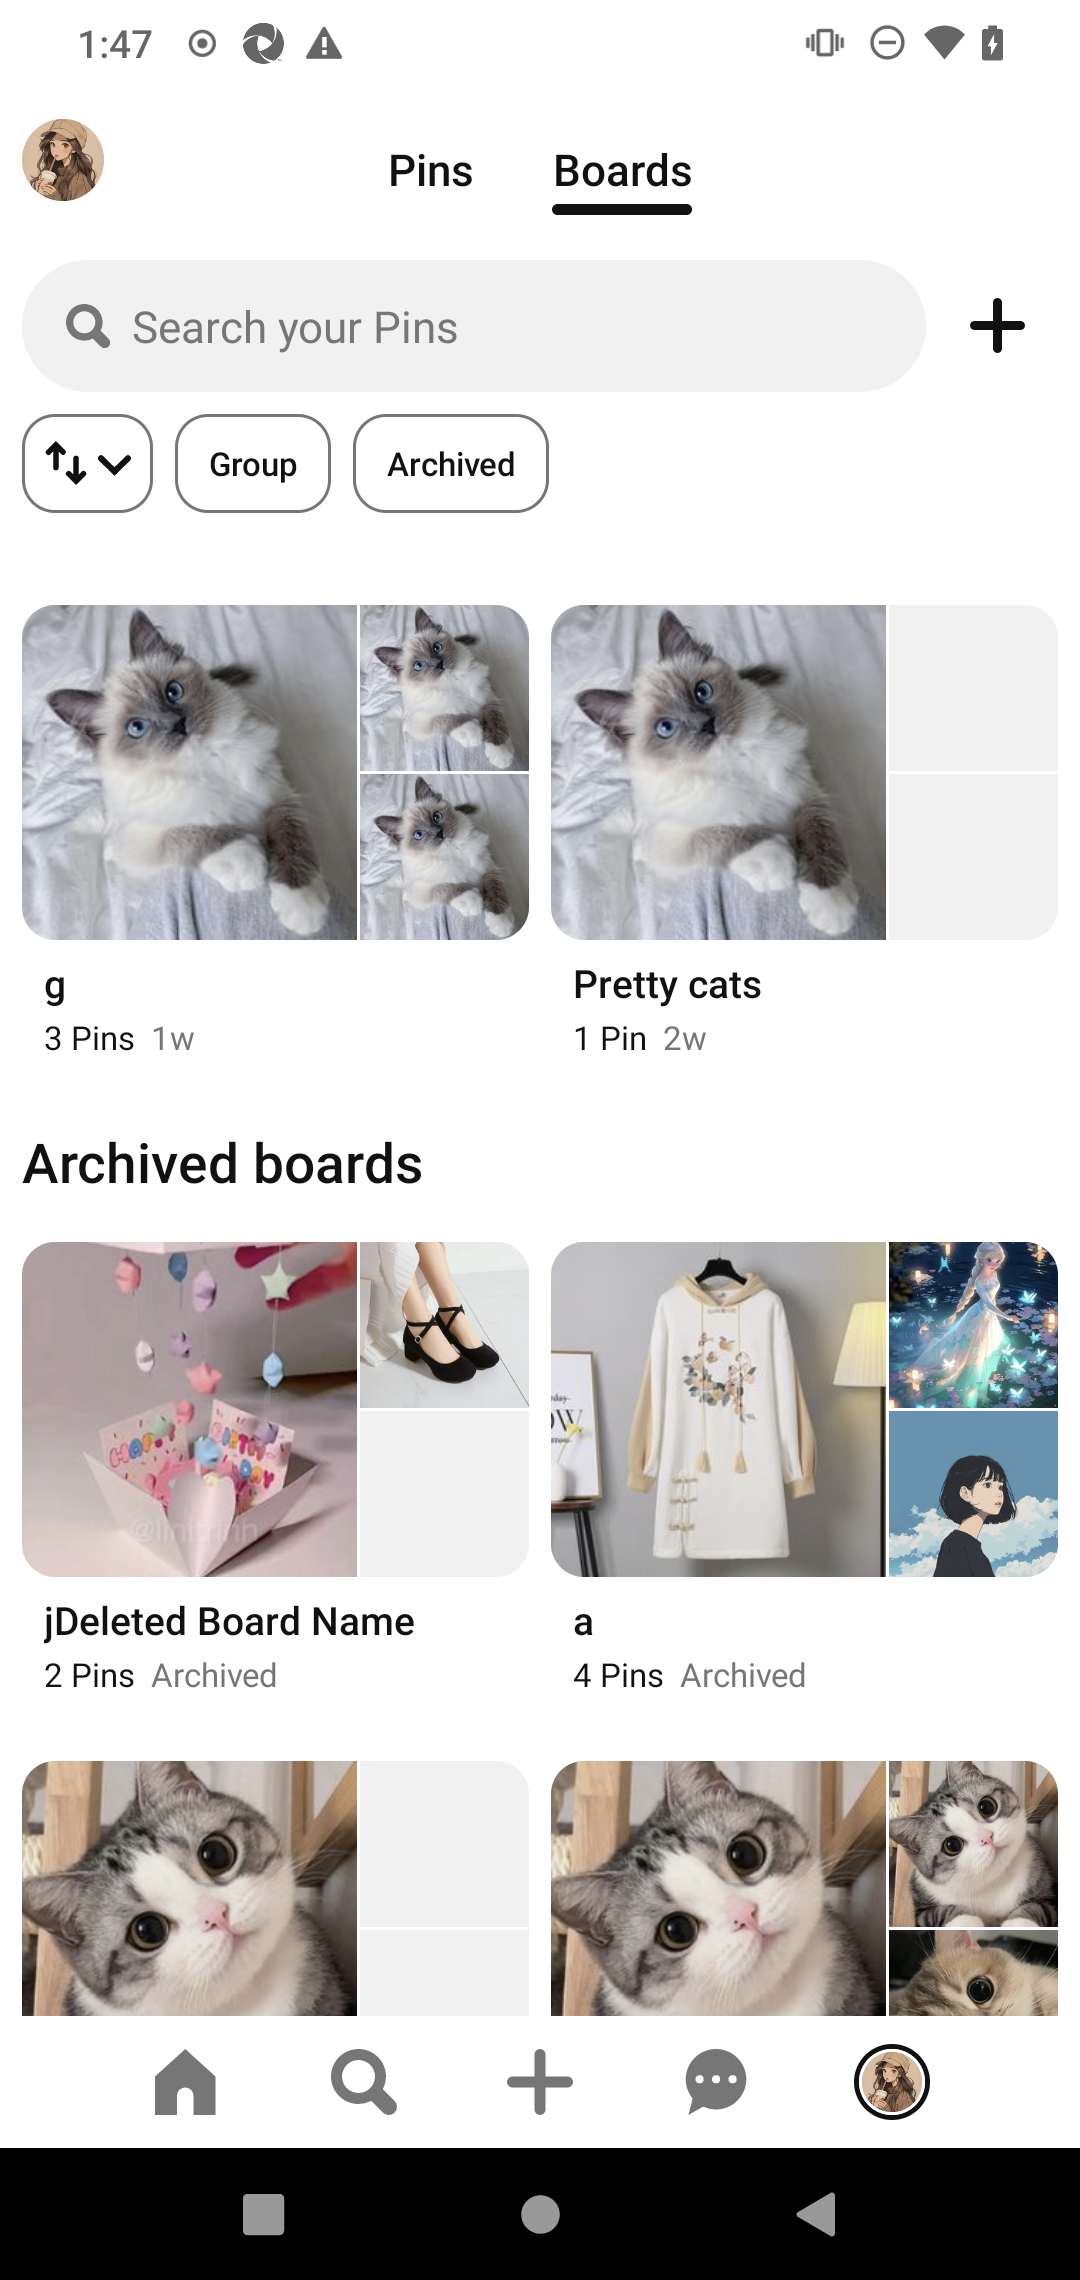 1:47
Pins Boards
Search your Pins
Group Archived
g Pretty cats
3 Pins 1w 1 Pin 2w
Archived boards
jDeleted Board Name a
2 Pins Archived 4 Pins Archived